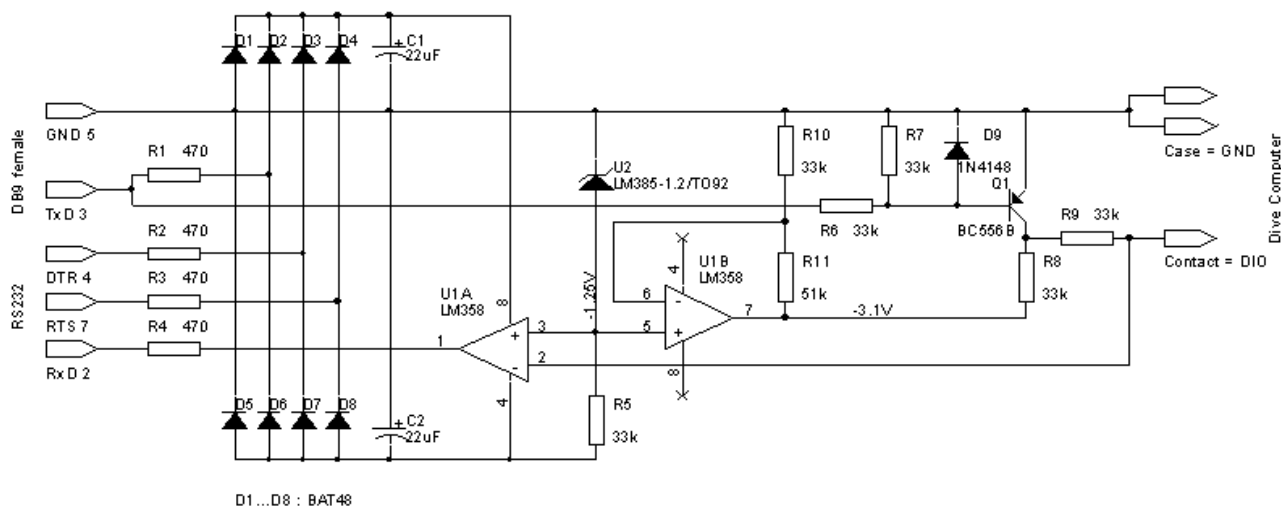 D1
D2
D3
D4
C1
22uF
GND 5
R1 470
TxD 3
R2 470
DTR 4
R3 470
RTS 7
R4 470
RxD 2
DB9 female
RS232
U1A
LM358
8
3
2
1
4
+
-
-1.25V
U2
LM385-1.2/TO92
R10
33k
R7
33k
D9
1N4148
Q1
BC556B
R6 33k
R9 33k
R8
33k
R11
51k
U1B
LM358
4
6
5
7
8
-
+
-3.1V
R5
33k
Case = GND
Contact = DIO
Dive Computer
D5
D6
D7
D8
C2
22uF
D1...D8 : BAT48